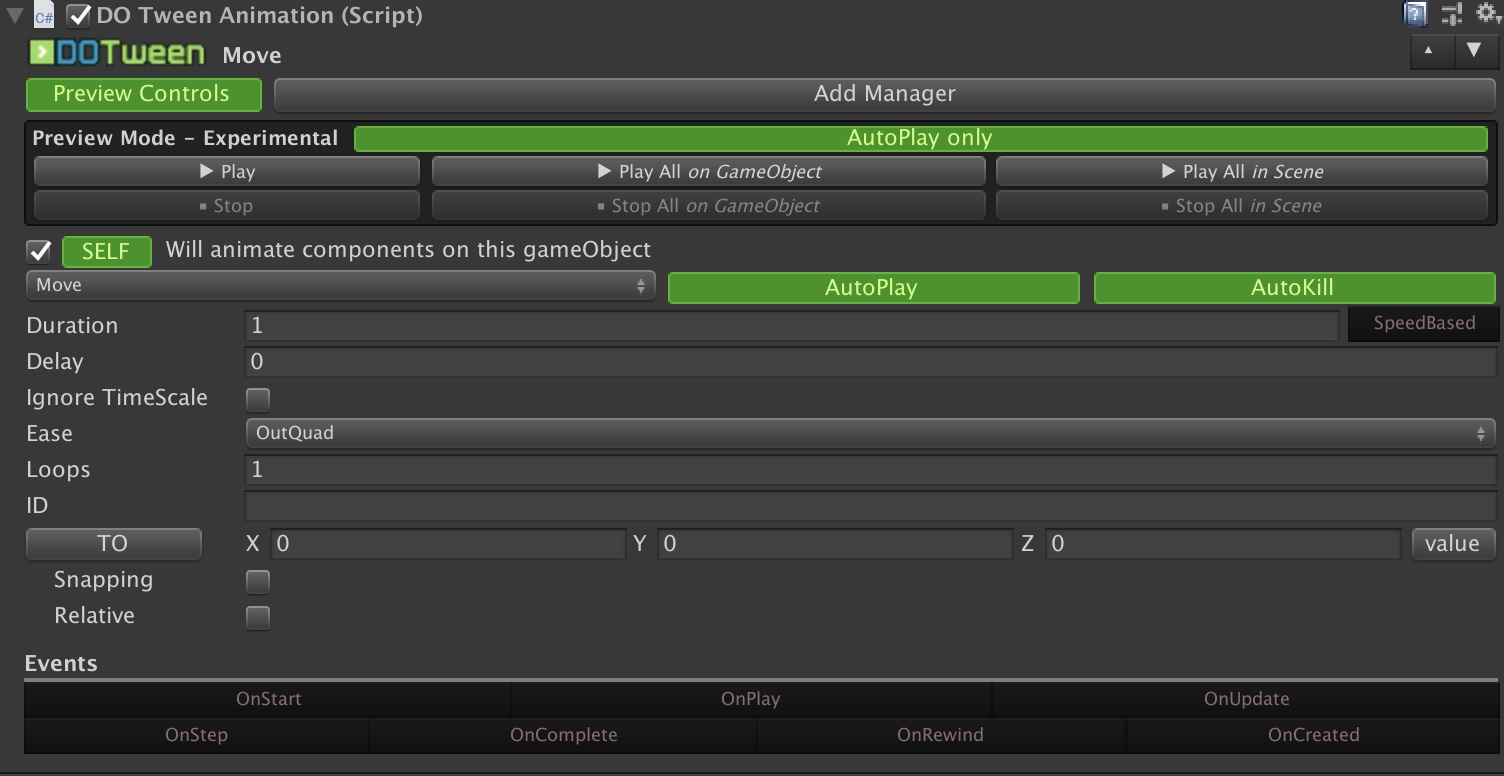 C# DO Tween Animation (Script)
DOTween Move
Preview Controls Add Manager
Preview Mode – Experimental AutoPlay only
Play Play All on GameObject Play All in Scene
Stop Stop All on GameObject Stop All in Scene
SELF Will animate components on this gameObject
Move AutoPlay AutoKill
Duration 1 SpeedBased
Delay 0
Ignore TimeScale
Ease OutQuad
Loops 1
ID
TO X 0 Y 0 Z 0 value
Snapping
Relative
Events
OnStart OnPlay OnUpdate
OnStep OnComplete OnRewind OnCreated